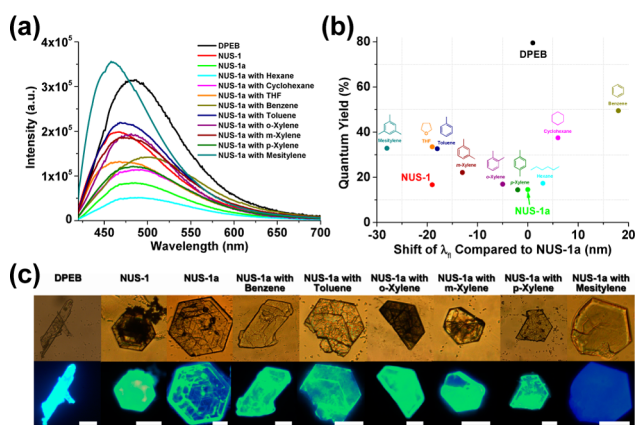 (a)
4x10⁵
3x10⁵
2x10⁵
1x10⁵
0
Intensity (a.u.)
450 500 550 600 650 700
Wavelength (nm)
DPEB
NUS-1
NUS-1a
NUS-1a with Hexane
NUS-1a with Cyclohexane
NUS-1a with THF
NUS-1a with Benzene
NUS-1a with Toluene
NUS-1a with o-Xylene
NUS-1a with m-Xylene
NUS-1a with p-Xylene
NUS-1a with Mesitylene
(b)
80
60
40
20
0
Quantum Yield (%)
DPEB
Benzene
Cyclohexane
Mesitylene
THF
Toluene
m-Xylene
o-Xylene
p-Xylene
Hexane
NUS-1
NUS-1a
-30 -20 -10 0 10 20
Shift of λfl Compared to NUS-1a (nm)
(c)
DPEB
NUS-1
NUS-1a
NUS-1a with
Benzene
NUS-1a with
Toluene
NUS-1a with
o-Xylene
NUS-1a with
m-Xylene
NUS-1a with
p-Xylene
NUS-1a with
Mesitylene